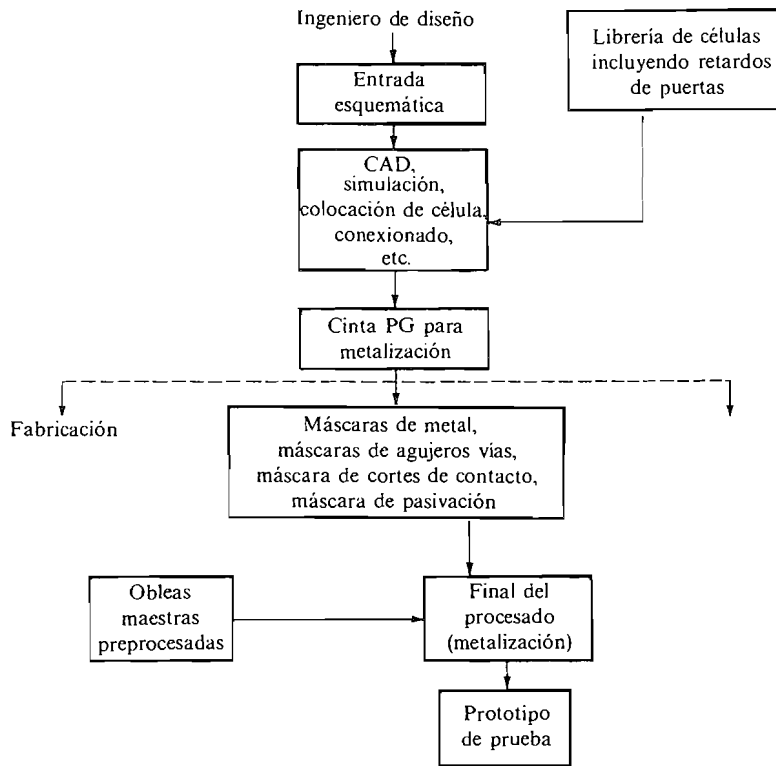 Ingeniero de diseño
Librería de células
incluyendo retardos
de puertas
Entrada
esquemática
CAD,
simulación,
colocación de célula,
conexionado,
etc.
Cinta PG para
metalización
Fabricación
Máscaras de metal,
máscaras de agujeros vías,
máscara de cortes de contacto,
máscara de pasivación
Obleas
maestras
preprocesadas
Final del
procesado
(metalización)
Prototipo
de prueba